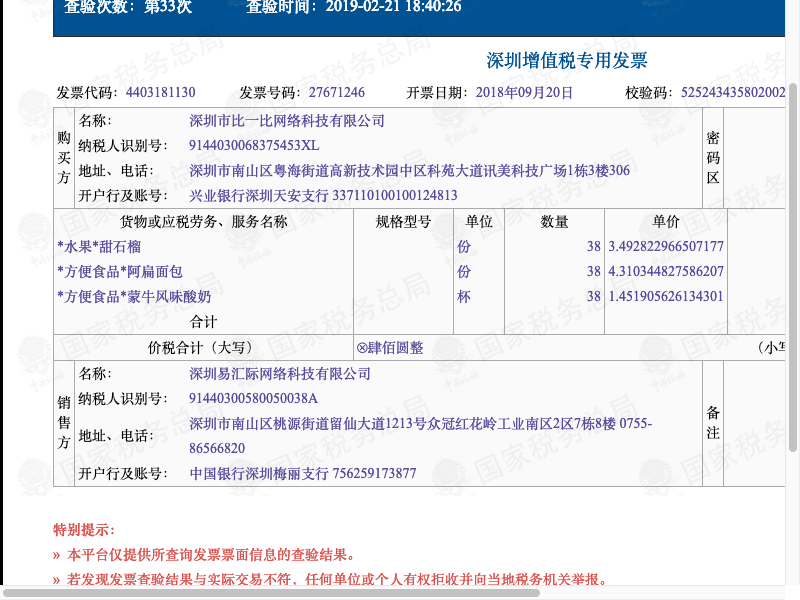 查验次数：第33次 查验时间：2019-02-21 18:40:26
深圳增值税专用发票
发票代码：4403181130 发票号码：27671246 开票日期：2018年09月20日 校验码：525243435802002
购买方
名称： 深圳市比一比网络科技有限公司
纳税人识别号： 9144030068375453XL
地址、电话： 深圳市南山区粤海街道高新技术园中区科苑大道讯美科技广场1栋3楼306
开户行及账号： 兴业银行深圳天安支行 337110100100124813
密码区
货物或应税劳务、服务名称 规格型号 单位 数量 单价
*水果*甜石榴 份 38 3.492822966507177
*方便食品*阿扁面包 份 38 4.310344827586207
*方便食品*蒙牛风味酸奶 杯 38 1.451905626134301
合计
价税合计（大写） ⊗肆佰圆整 （小写
销售方
名称： 深圳易汇际网络科技有限公司
纳税人识别号： 91440300580050038A
地址、电话： 深圳市南山区桃源街道留仙大道1213号众冠红花岭工业南区2区7栋8楼 0755-
86566820
开户行及账号： 中国银行深圳梅丽支行 756259173877
备注
特别提示：
» 本平台仅提供所查询发票票面信息的查验结果。
» 若发现发票查验结果与实际交易不符，任何单位或个人有权拒收并向当地税务机关举报。
国家税务总局